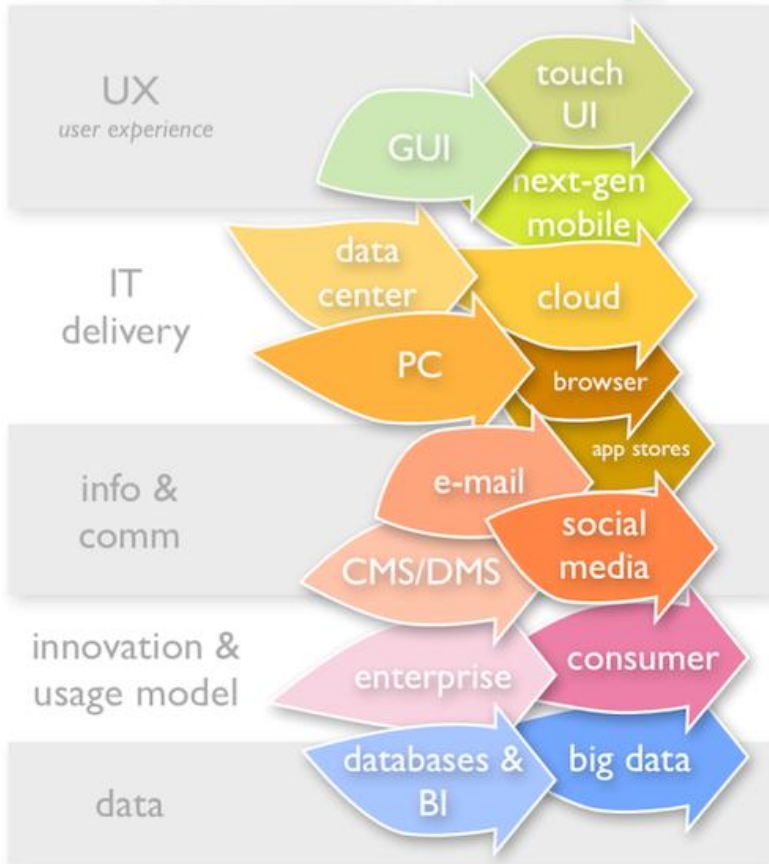 UX
user experience
touch
UI
GUI
next-gen
mobile
IT
delivery
data
center
cloud
PC
browser
app stores
info &
comm
e-mail
social
media
CMS/DMS
innovation &
usage model
enterprise
consumer
data
databases &
BI
big data